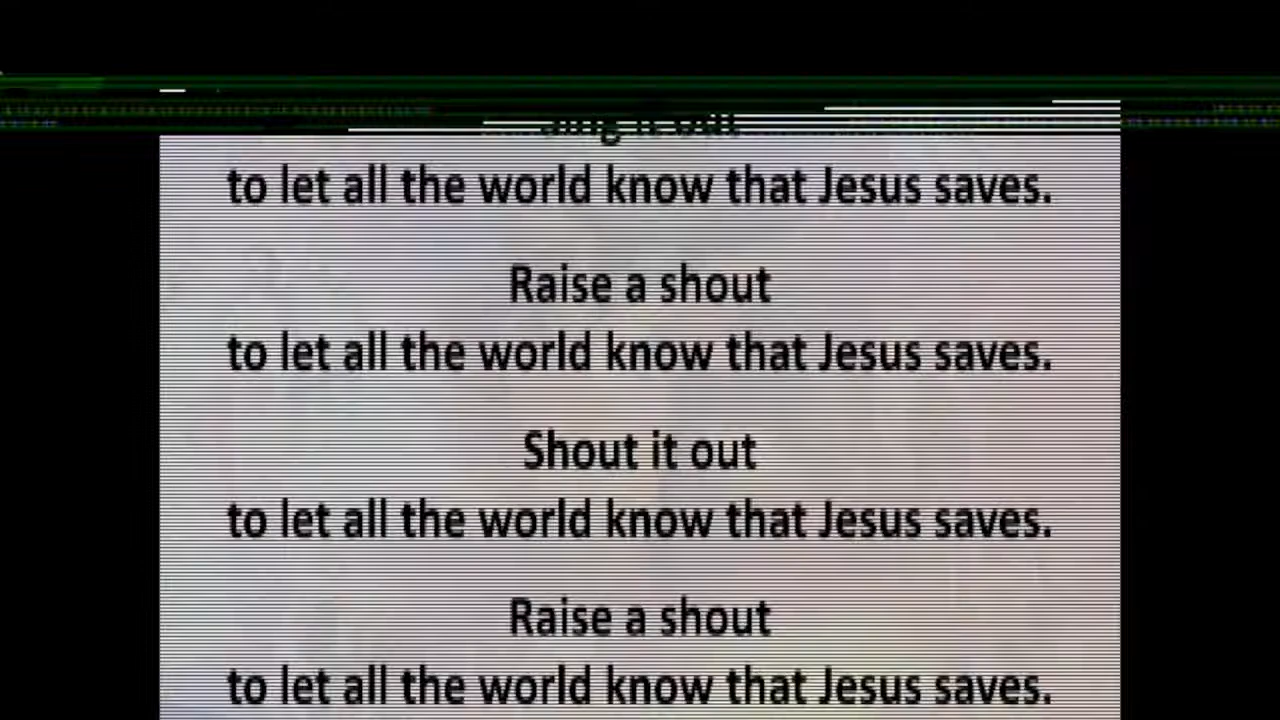 it out
to let all the world know that Jesus saves.
Raise a shout
to let all the world know that Jesus saves.
Shout it out
to let all the world know that Jesus saves.
Raise a shout
to let all the world know that Jesus saves.